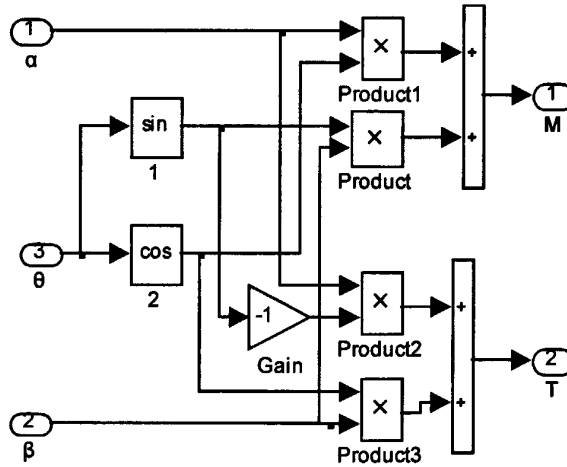 1
α
×
Product1
+
1
M
sin
1
×
Product
+
3
θ
cos
2
-1
Gain
×
Product2
+
2
T
2
β
×
Product3
+